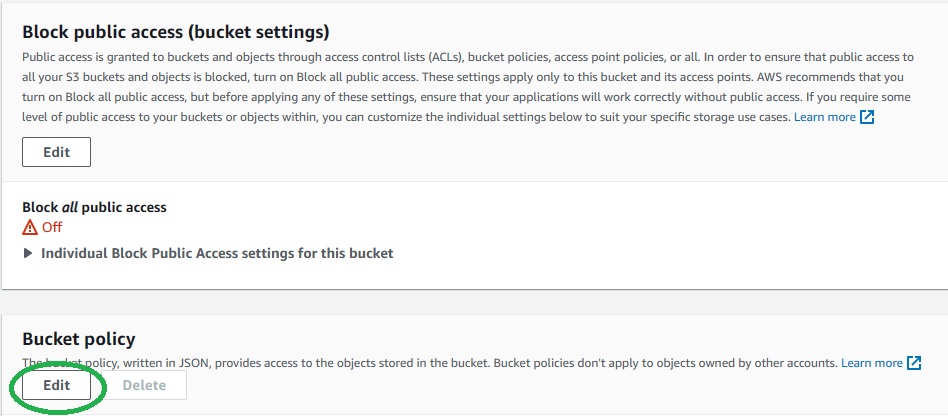 Block public access (bucket settings)
Public access is granted to buckets and objects through access control lists (ACLs), bucket policies, access point policies, or all. In order to ensure that public access to
all your S3 buckets and objects is blocked, turn on Block all public access. These settings apply only to this bucket and its access points. AWS recommends that you
turn on Block all public access, but before applying any of these settings, ensure that your applications will work correctly without public access. If you require some
level of public access to your buckets or objects within, you can customize the individual settings below to suit your specific storage use cases. Learn more
Edit
Block all public access
Off
Individual Block Public Access settings for this bucket
Bucket policy
The bucket policy, written in JSON, provides access to the objects stored in the bucket. Bucket policies don't apply to objects owned by other accounts. Learn more
Edit Delete